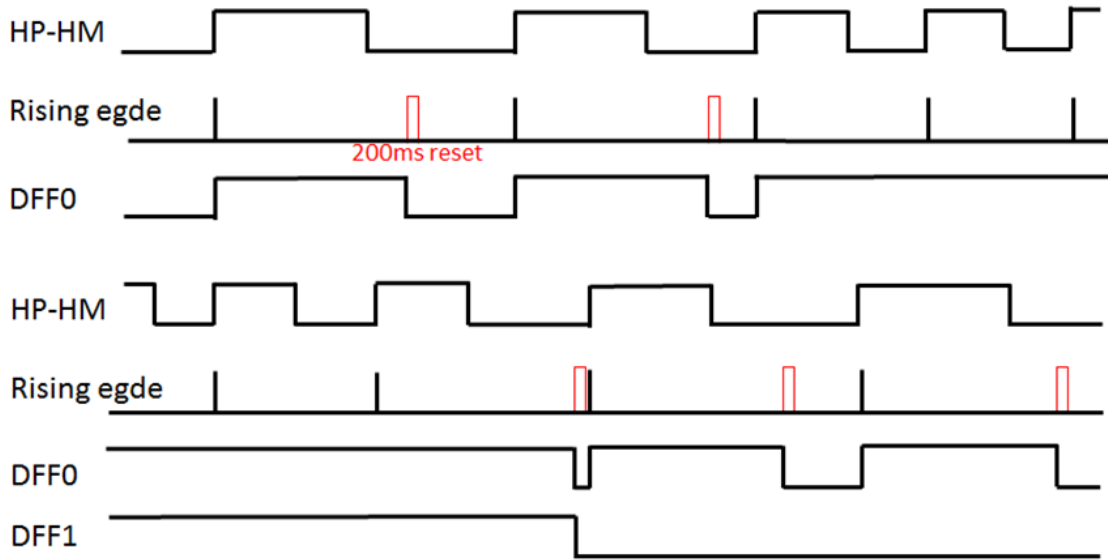 HP-HM
Rising egde
200ms reset
DFF0
HP-HM
Rising egde
DFF0
DFF1